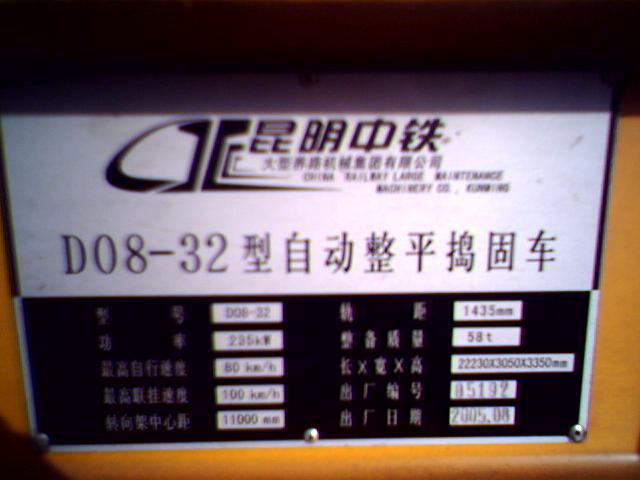 昆明中铁
大型养路机械集团有限公司
CHINA RAILWAY LARGE MAINTENANCE
MACHINERY CO., KUNMING
D08-32型自动整平捣固车
型号 D08-32 轨距 1435mm
功率 235kW 整备质量 58t
最高自行速度 80 km/h 长X宽X高 22230X3050X3350mm
最高联挂速度 100 km/h 出厂编号 05192
转向架中心距 11000 mm 出厂日期 2005.08